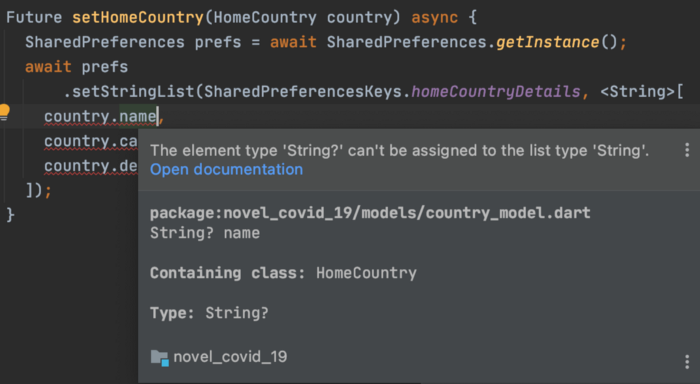 Future setHomeCountry(HomeCountry country) async {
SharedPreferences prefs = await SharedPreferences.getInstance();
await prefs
.setStringList(SharedPreferencesKeys.homeCountryDetails, <String>[
country.name,
country.ca
country.de
]);
}
The element type 'String?' can't be assigned to the list type 'String'.
Open documentation
package:novel_covid_19/models/country_model.dart
String? name
Containing class: HomeCountry
Type: String?
novel_covid_19